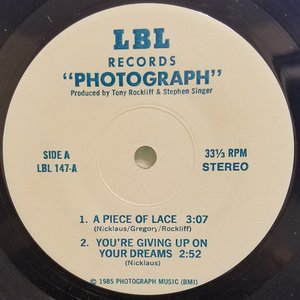 LBL
RECORDS
"PHOTOGRAPH"
Produced by Tony Rockliff & Stephen Singer
SIDE A
LBL 147-A
33⅓ RPM
STEREO
1. A PIECE OF LACE 3:07
(Nicklaus/Gregory/Rockliff)
2. YOU'RE GIVING UP ON
YOUR DREAMS 2:52
(Nicklaus)
© 1985 PHOTOGRAPH MUSIC (BMI)